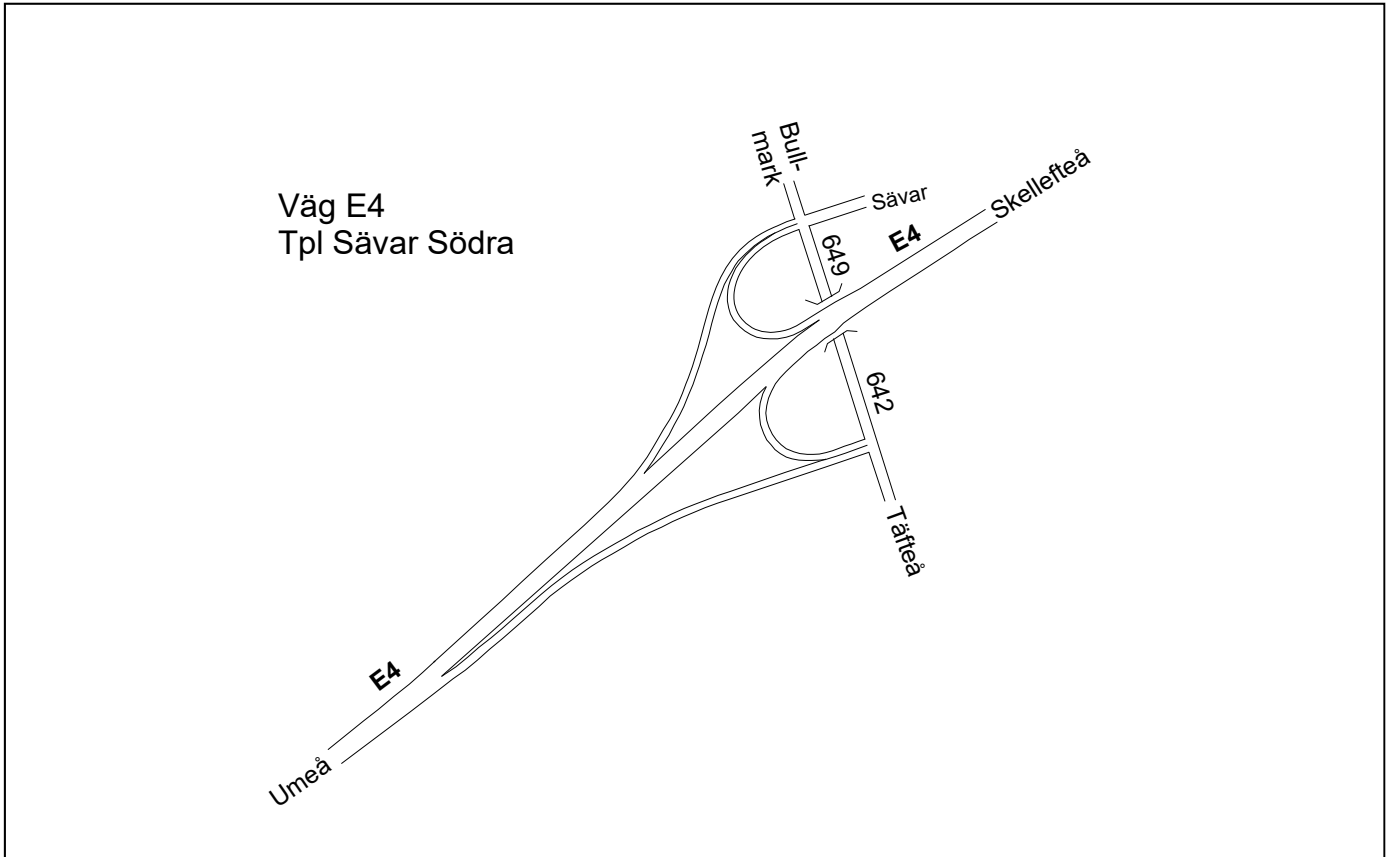 Väg E4
Tpl Sävar Södra
Bull-
mark
Sävar
Skellefteå
E4
649
642
Täfteå
E4
Umeå